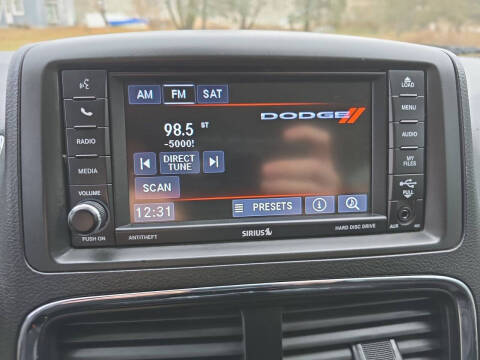 LOAD
AM FM SAT
MENU
DODGE
98.5 ST
RADIO
-5000!
AUDIO
DIRECT
TUNE
MY
FILES
MEDIA
SCAN
VOLUME
PULL
12:31
PRESETS
PUSH ON
ANTITHEFT
SIRIUS
HARD DISC DRIVE
AUX